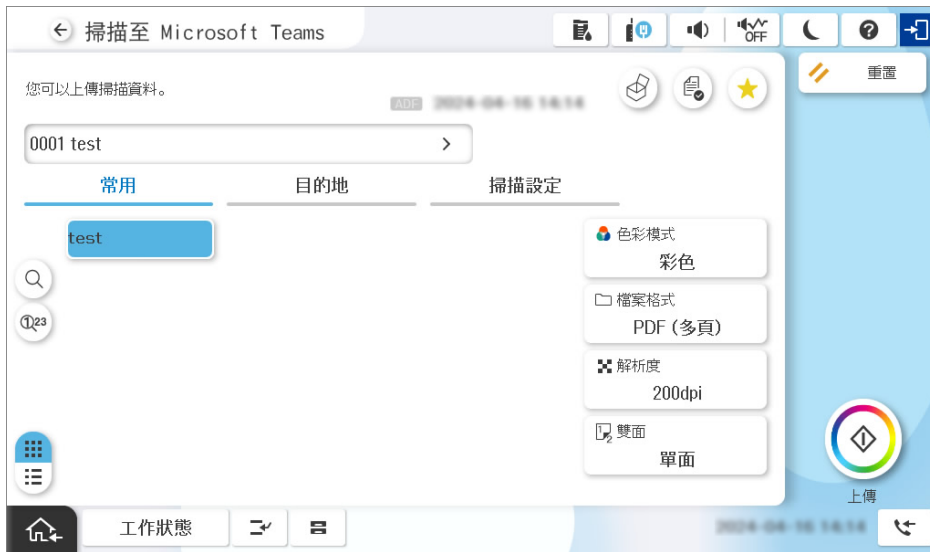 掃描至 Microsoft Teams
OFF
重置
您可以上傳掃描資料。
ADF
0001 test
常用
目的地
掃描設定
test
色彩模式
彩色
檔案格式
PDF (多頁)
123
解析度
200dpi
雙面
單面
上傳
工作狀態